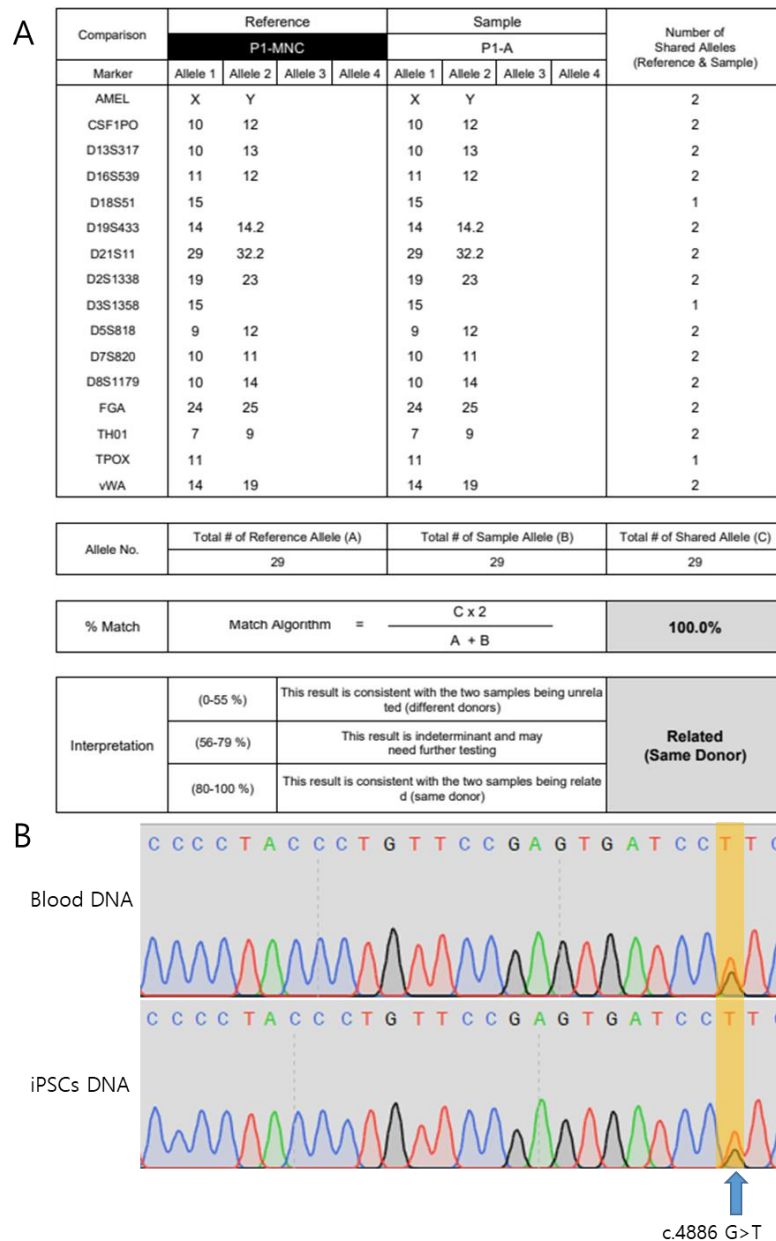 A
Comparison Reference Sample Number of Shared Alleles (Reference & Sample)
P1-MNC P1-A
Marker Allele 1 Allele 2 Allele 3 Allele 4 Allele 1 Allele 2 Allele 3 Allele 4
AMEL X Y X Y 2
CSF1PO 10 12 10 12 2
D13S317 10 13 10 13 2
D16S539 11 12 11 12 2
D18S51 15 15 1
D19S433 14 14.2 14 14.2 2
D21S11 29 32.2 29 32.2 2
D2S1338 19 23 19 23 2
D3S1358 15 15 1
D5S818 9 12 9 12 2
D7S820 10 11 10 11 2
D8S1179 10 14 10 14 2
FGA 24 25 24 25 2
TH01 7 9 7 9 2
TPOX 11 11 1
vWA 14 19 14 19 2
Allele No. Total # of Reference Allele (A) Total # of Sample Allele (B) Total # of Shared Allele (C)
29 29 29
% Match Match Algorithm = C x 2 100.0%
A + B
Interpretation
(0-55 %) This result is consistent with the two samples being unrela
ted (different donors)
(56-79 %) This result is indeterminant and may
need further testing
(80-100 %) This result is consistent with the two samples being relate
d (same donor)
Related
(Same Donor)
B
C C C C T A C C C T G T T C C G A G T G A T C C T T C
Blood DNA
C C C C T A C C C T G T T C C G A G T G A T C C T T C
iPSCs DNA
c.4886 G>T